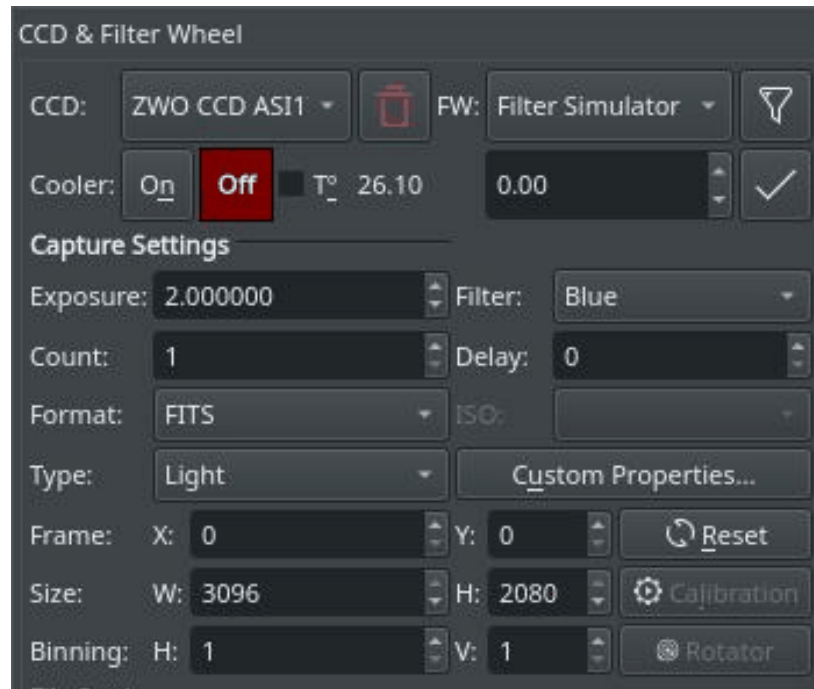 CCD & Filter Wheel
CCD: ZWO CCD ASI1 FW: Filter Simulator
Cooler: On Off T° 26.10 0.00
Capture Settings
Exposure: 2.000000 Filter: Blue
Count: 1 Delay: 0
Format: FITS ISO:
Type: Light Custom Properties...
Frame: X: 0 Y: 0 Reset
Size: W: 3096 H: 2080 Calibration
Binning: H: 1 V: 1 Rotator